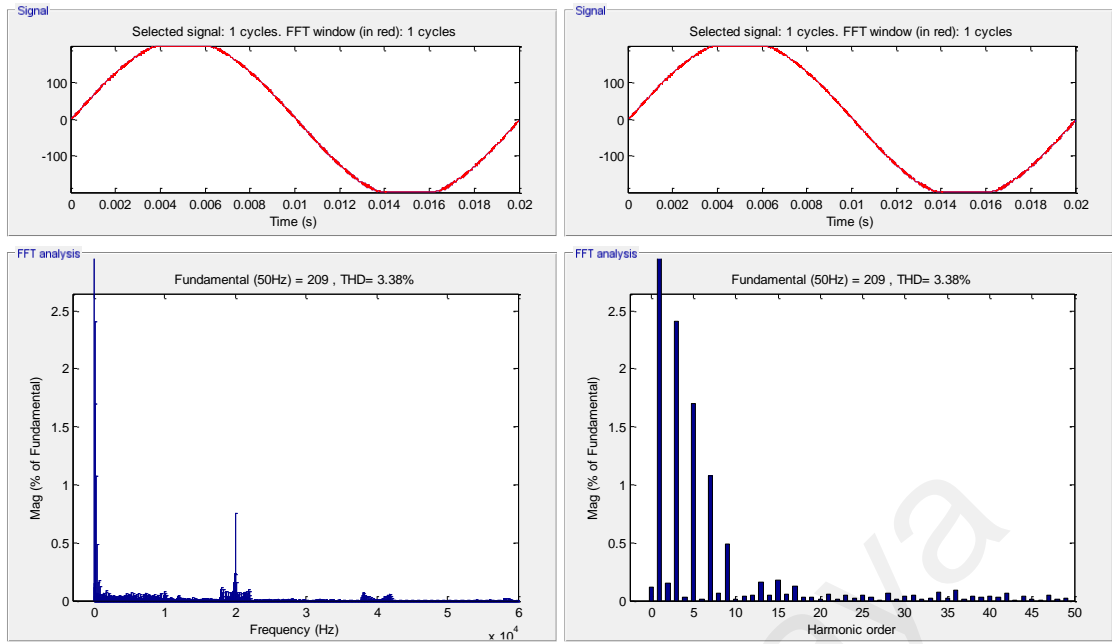 Signal
Selected signal: 1 cycles. FFT window (in red): 1 cycles
100
0
-100
0 0.002 0.004 0.006 0.008 0.01 0.012 0.014 0.016 0.018 0.02
Time (s)
Signal
Selected signal: 1 cycles. FFT window (in red): 1 cycles
100
0
-100
0 0.002 0.004 0.006 0.008 0.01 0.012 0.014 0.016 0.018 0.02
Time (s)
FFT analysis
Fundamental (50Hz) = 209 , THD= 3.38%
Mag (% of Fundamental)
2.5
2
1.5
1
0.5
0
0 1 2 3 4 5 6
Frequency (Hz)
x 10⁴
FFT analysis
Fundamental (50Hz) = 209 , THD= 3.38%
Mag (% of Fundamental)
2.5
2
1.5
1
0.5
0
0 5 10 15 20 25 30 35 40 45 50
Harmonic order
ya